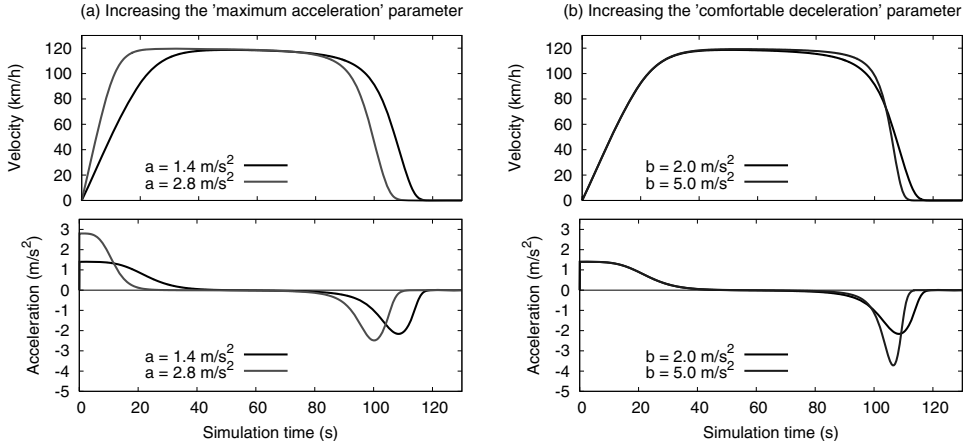 (a) Increasing the 'maximum acceleration' parameter
120
100
80
60
40
20
0
Velocity (km/h)
a = 1.4 m/s²
a = 2.8 m/s²
3
2
1
0
-1
-2
-3
-4
-5
Acceleration (m/s²)
a = 1.4 m/s²
a = 2.8 m/s²
0 20 40 60 80 100 120
Simulation time (s)
(b) Increasing the 'comfortable deceleration' parameter
120
100
80
60
40
20
0
Velocity (km/h)
b = 2.0 m/s²
b = 5.0 m/s²
3
2
1
0
-1
-2
-3
-4
-5
Acceleration (m/s²)
b = 2.0 m/s²
b = 5.0 m/s²
0 20 40 60 80 100 120
Simulation time (s)